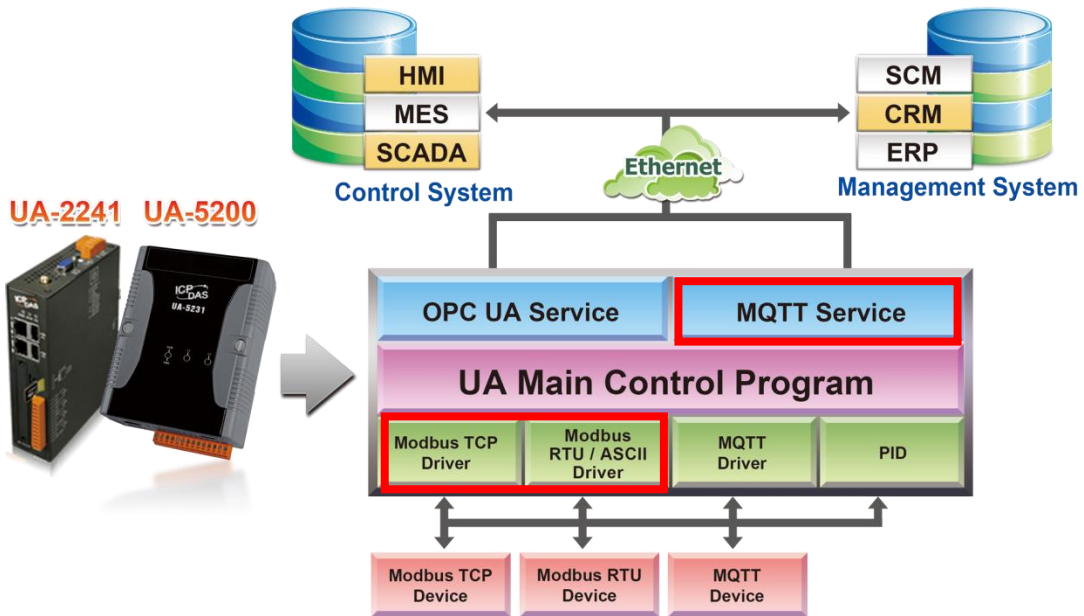 HMI
MES
SCADA
Control System
SCM
CRM
ERP
Management System
Ethernet
UA-2241 UA-5200
ICP DAS
ICP DAS
UA-5231
OPC UA Service
MQTT Service
UA Main Control Program
Modbus TCP
Driver
Modbus
RTU / ASCII
Driver
MQTT
Driver
PID
Modbus TCP
Device
Modbus RTU
Device
MQTT
Device